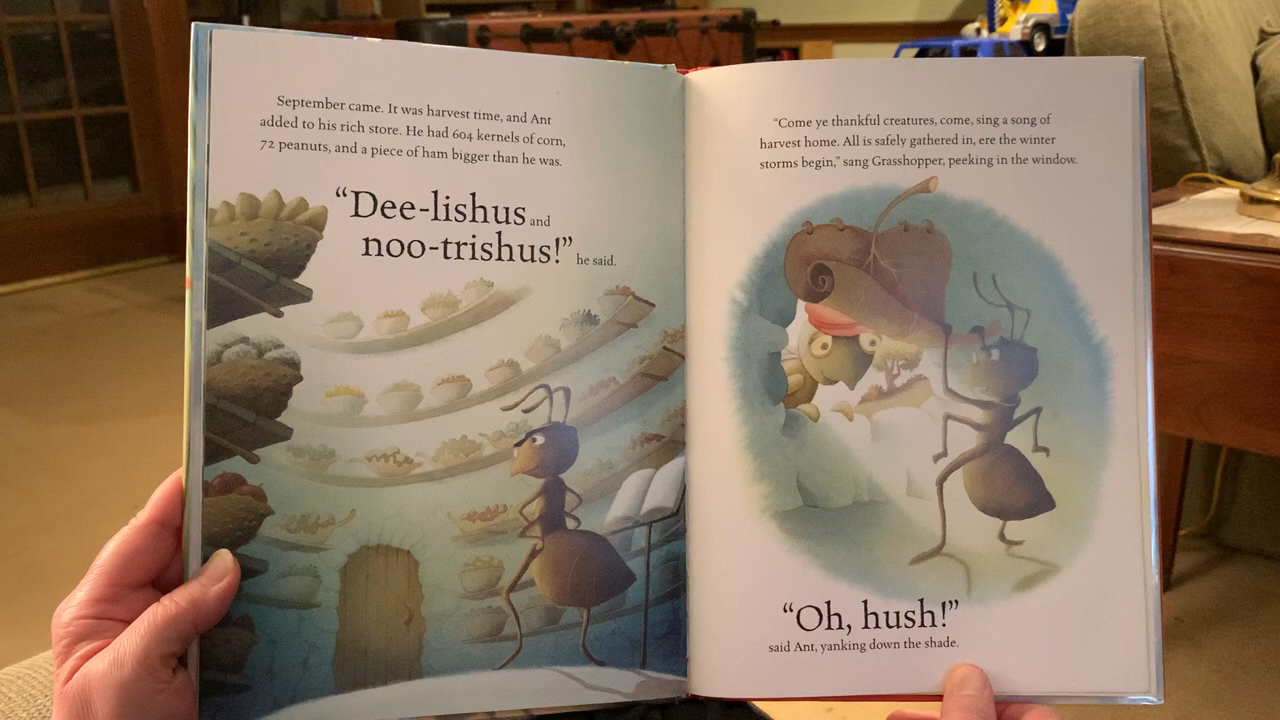 September came. It was harvest time, and Ant
added to his rich store. He had 604 kernels of corn,
72 peanuts, and a piece of ham bigger than he was.
“Dee-lishus and
noo-trishus!” he said.
“Come ye thankful creatures, come, sing a song of
harvest home. All is safely gathered in, ere the winter
storms begin,” sang Grasshopper, peeking in the window.
“Oh, hush!”
said Ant, yanking down the shade.